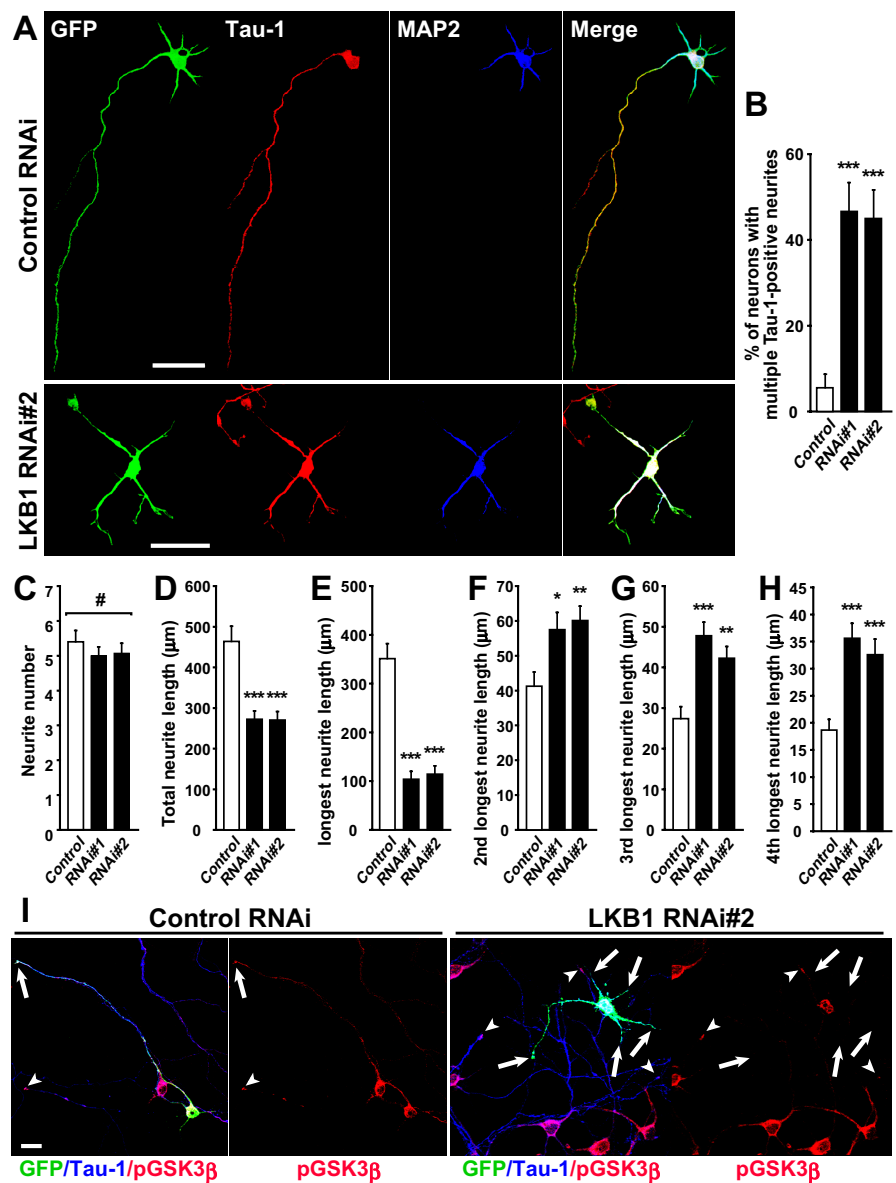 A
GFP
Tau-1
MAP2
Merge
Control RNAi
LKB1 RNAi#2
B
% of neurons with
multiple Tau-1-positive neurites
60
40
20
0
***
***
Control
RNAi#1
RNAi#2
C
Neurite number
7
6
5
4
3
2
1
0
#
Control
RNAi#1
RNAi#2
D
Total neurite length (μm)
600
500
400
300
200
100
0
*** ***
Control
RNAi#1
RNAi#2
E
longest neurite length (μm)
500
400
300
200
100
0
***
***
Control
RNAi#1
RNAi#2
F
2nd longest neurite length (μm)
70
60
50
40
30
20
10
0
*
**
Control
RNAi#1
RNAi#2
G
3rd longest neurite length (μm)
60
50
40
30
20
10
0
***
**
Control
RNAi#1
RNAi#2
H
4th longest neurite length (μm)
45
40
35
30
25
20
15
10
5
0
***
***
Control
RNAi#1
RNAi#2
I
Control RNAi
LKB1 RNAi#2
GFP/Tau-1/pGSK3β
pGSK3β
GFP/Tau-1/pGSK3β
pGSK3β